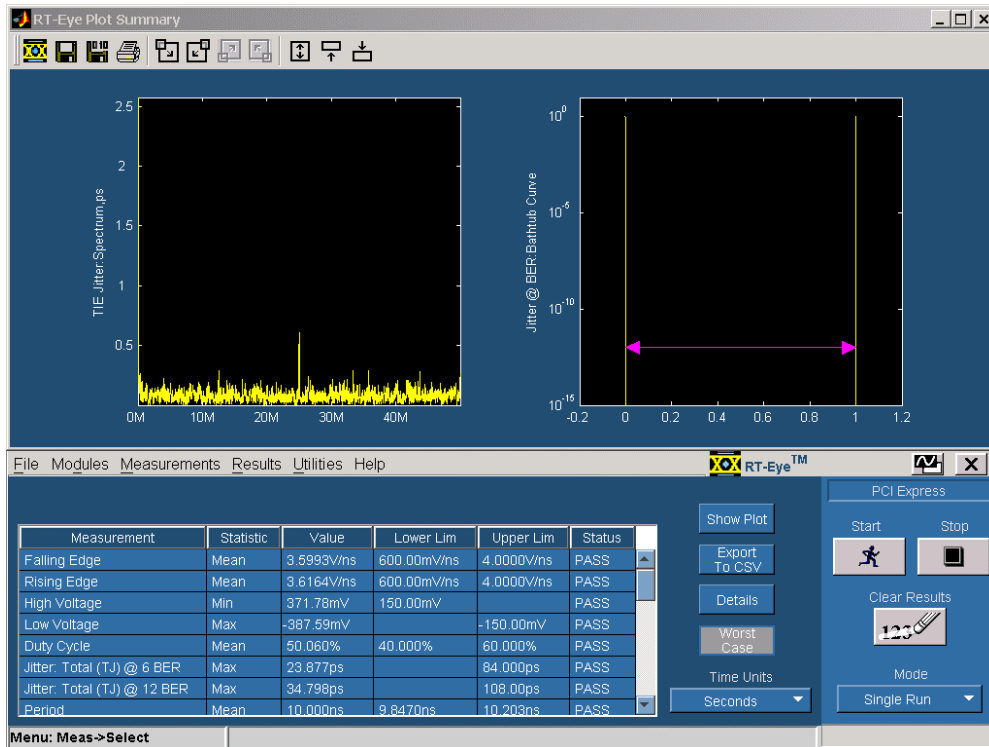 RT-Eye Plot Summary
TIE Jitter:Spectrum,ps
2.5
2
1.5
1
0.5
0M 10M 20M 30M 40M
Jitter @ BER:Bathtub Curve
10^0
10^-5
10^-10
10^-15
-0.2 0 0.2 0.4 0.6 0.8 1 1.2
File Modules Measurements Results Utilities Help
RT-Eye™
Measurement Statistic Value Lower Lim Upper Lim Status
Falling Edge Mean 3.5993V/ns 600.00mV/ns 4.0000V/ns PASS
Rising Edge Mean 3.6164V/ns 600.00mV/ns 4.0000V/ns PASS
High Voltage Min 371.78mV 150.00mV PASS
Low Voltage Max -387.59mV -150.00mV PASS
Duty Cycle Mean 50.060% 40.000% 60.000% PASS
Jitter: Total (TJ) @ 6 BER Max 23.877ps 84.000ps PASS
Jitter: Total (TJ) @ 12 BER Max 34.798ps 108.00ps PASS
Period Mean 10.000ns 9.8470ns 10.203ns PASS
Show Plot
Export To CSV
Details
Worst Case
Time Units
Seconds
PCI Express
Start Stop
Clear Results
123
Mode
Single Run
Menu: Meas->Select